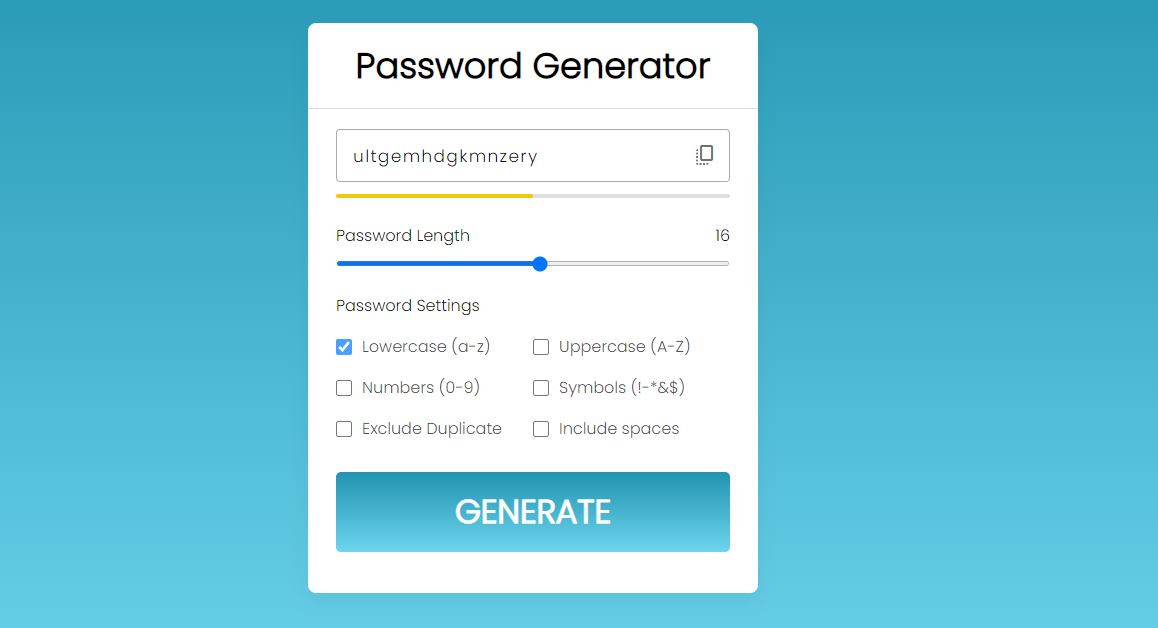 Password Generator
ultgemhdgkmnzery
Password Length 16
Password Settings
Lowercase (a-z) Uppercase (A-Z)
Numbers (0-9) Symbols (!-*&$)
Exclude Duplicate Include spaces
GENERATE